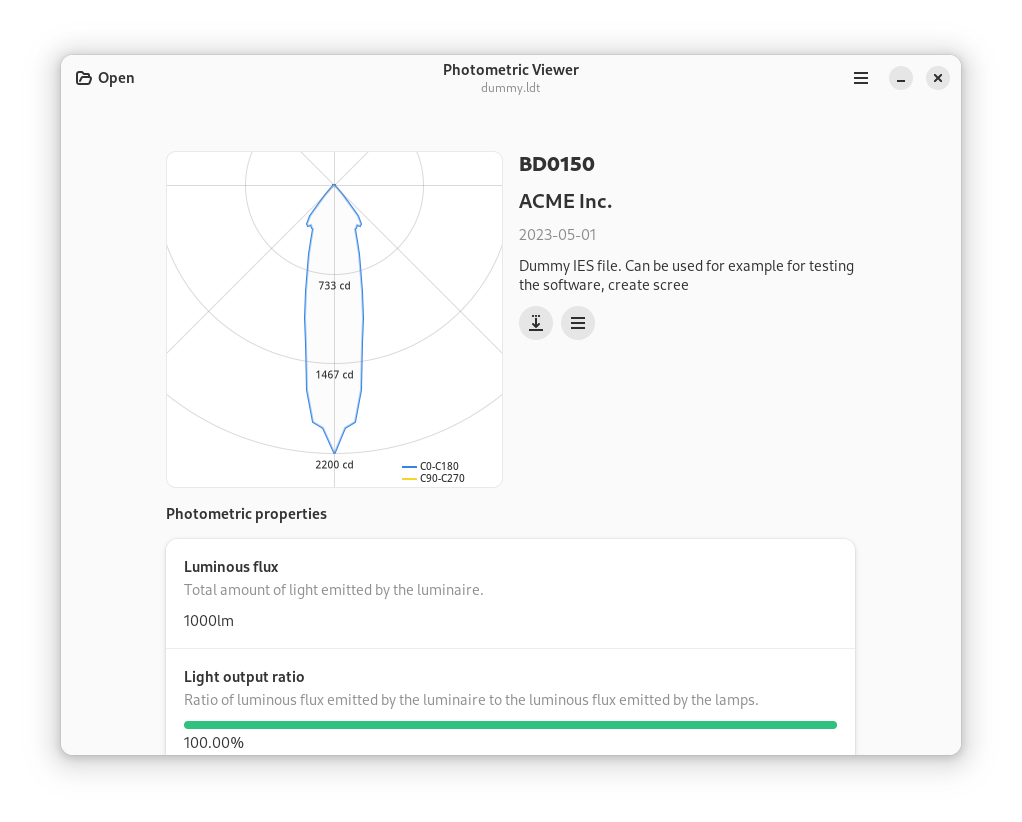 Open
Photometric Viewer
dummy.ldt
733 cd
1467 cd
2200 cd
C0-C180
C90-C270
BD0150
ACME Inc.
2023-05-01
Dummy IES file. Can be used for example for testing
the software, create scree
Photometric properties
Luminous flux
Total amount of light emitted by the luminaire.
1000lm
Light output ratio
Ratio of luminous flux emitted by the luminaire to the luminous flux emitted by the lamps.
100.00%